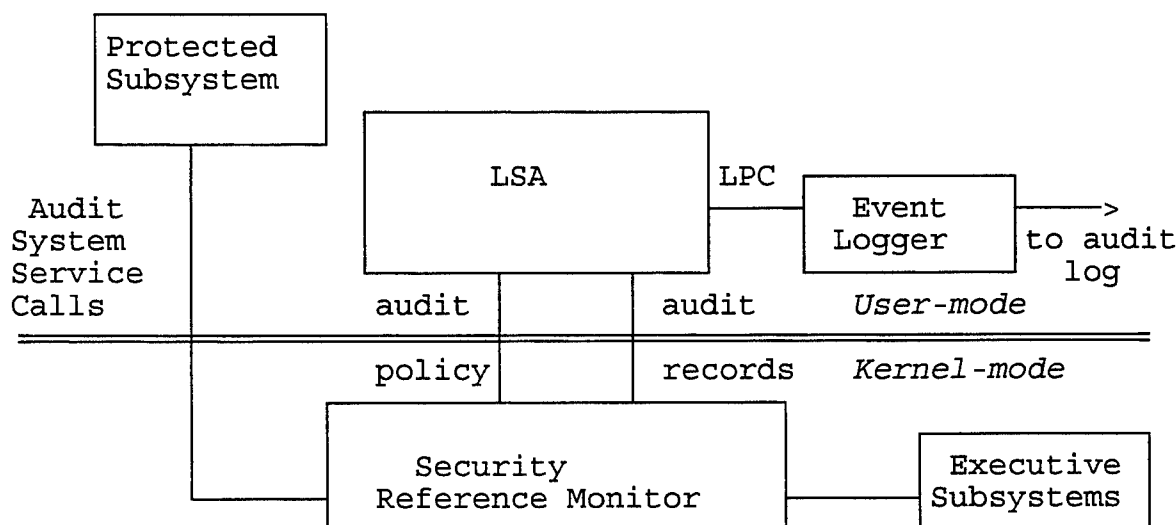 Protected
Subsystem
LSA
LPC
Event
Logger
>
to audit
log
Audit
System
Service
Calls
audit
audit
User-mode
policy
records
Kernel-mode
Security
Reference Monitor
Executive
Subsystems